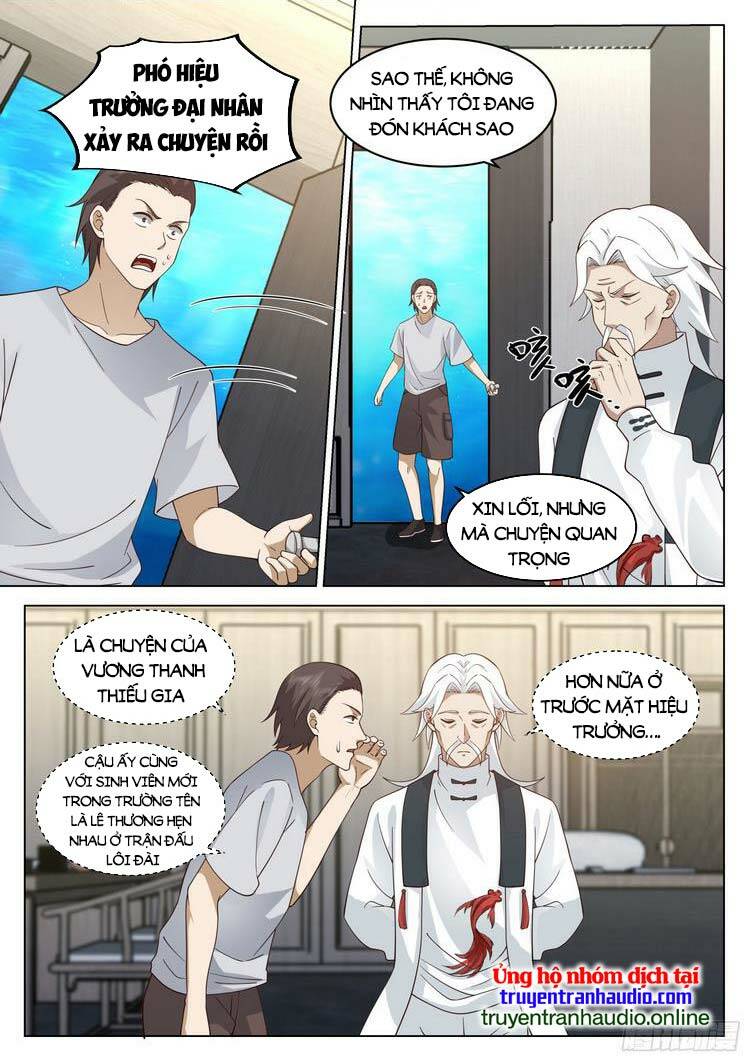 PHÓ HIỆU
TRƯỞNG ĐẠI NHÂN
XẢY RA CHUYỆN RỒI
SAO THẾ, KHÔNG
NHÌN THẤY TÔI ĐANG
ĐÓN KHÁCH SAO
咳
咳...
XIN LỐI, NHƯNG
MÀ CHUYỆN QUAN
TRỌNG
LÀ CHUYỆN CỦA
VƯƠNG THANH
THIẾU GIA
HƠN NỮA Ở
TRƯỚC MẶT HIỆU
TRƯỞNG....
CẬU ẤY CÙNG
VỚI SINH VIÊN MỚI
TRONG TRƯỜNG TÊN
LÀ LÊ THƯƠNG HẸN
NHAU Ở TRẬN ĐẤU
LÔI ĐÀI
Ủng hộ nhóm dịch tại
truyentranhaudio.com
truyentranhaudio.online